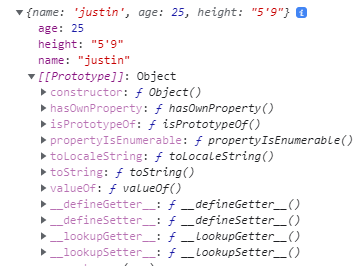 ▼ {name: 'justin', age: 25, height: "5'9"} i
age: 25
height: "5'9"
name: "justin"
▼ [[Prototype]]: Object
▶ constructor: ƒ Object()
▶ hasOwnProperty: ƒ hasOwnProperty()
▶ isPrototypeOf: ƒ isPrototypeOf()
▶ propertyIsEnumerable: ƒ propertyIsEnumerable()
▶ toLocaleString: ƒ toLocaleString()
▶ toString: ƒ toString()
▶ valueOf: ƒ valueOf()
▶ __defineGetter__: ƒ __defineGetter__()
▶ __defineSetter__: ƒ __defineSetter__()
▶ __lookupGetter__: ƒ __lookupGetter__()
▶ __lookupSetter__: ƒ __lookupSetter__()